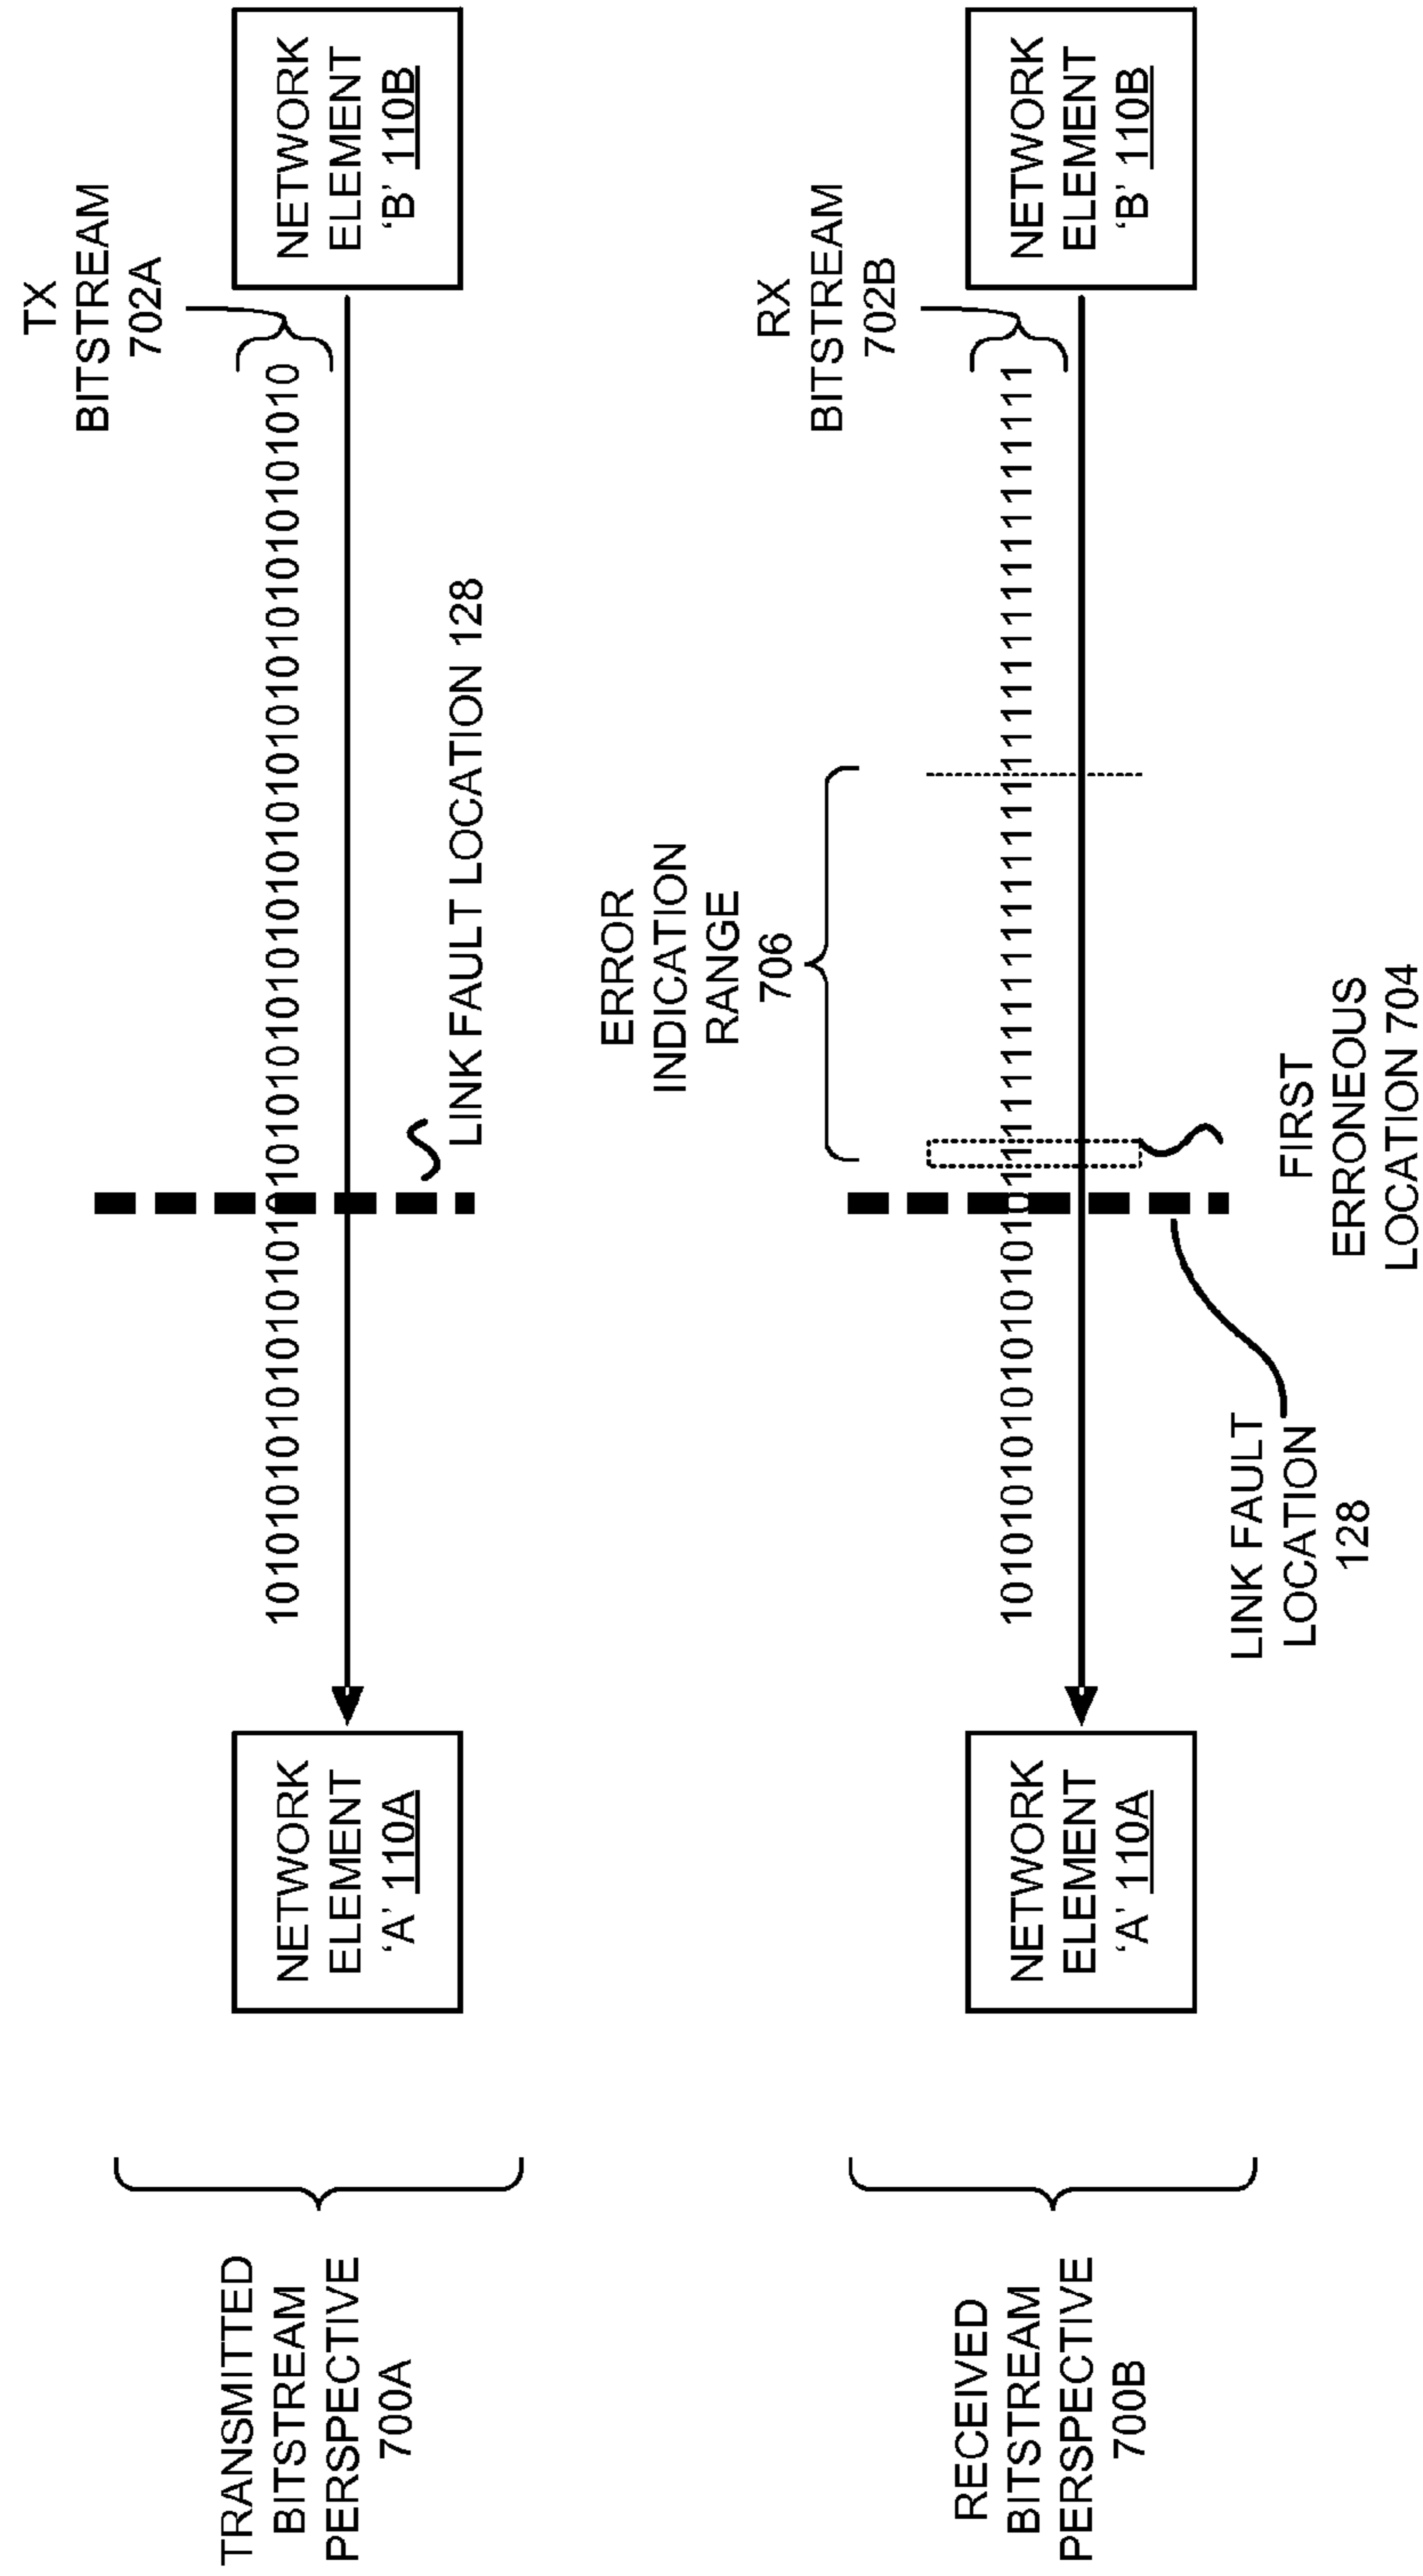 TRANSMITTED
BITSTREAM
PERSPECTIVE
700A
NETWORK
ELEMENT
'A' 110A
1010101010101010101010101010101010101010101010101010
LINK FAULT LOCATION 128
TX
BITSTREAM
702A
NETWORK
ELEMENT
'B' 110B
RECEIVED
BITSTREAM
PERSPECTIVE
700B
NETWORK
ELEMENT
'A' 110A
1010101010101010101111111111111111111111111111111111
ERROR
INDICATION
RANGE
706
RX
BITSTREAM
702B
NETWORK
ELEMENT
'B' 110B
LINK FAULT
LOCATION
128
FIRST
ERRONEOUS
LOCATION 704